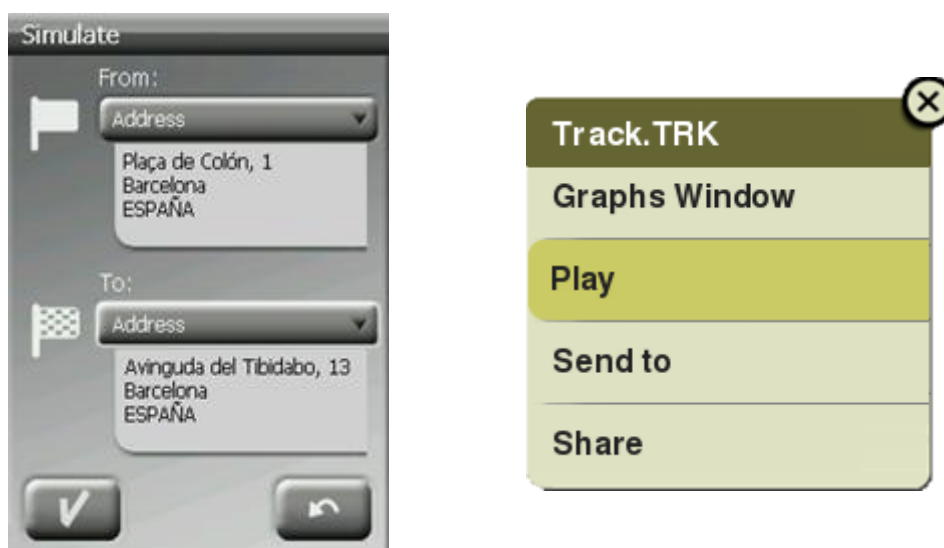 Simulate
From:
Address
Plaça de Colón, 1
Barcelona
ESPAÑA
To:
Address
Avinguda del Tibidabo, 13
Barcelona
ESPAÑA
Track.TRK
Graphs Window
Play
Send to
Share